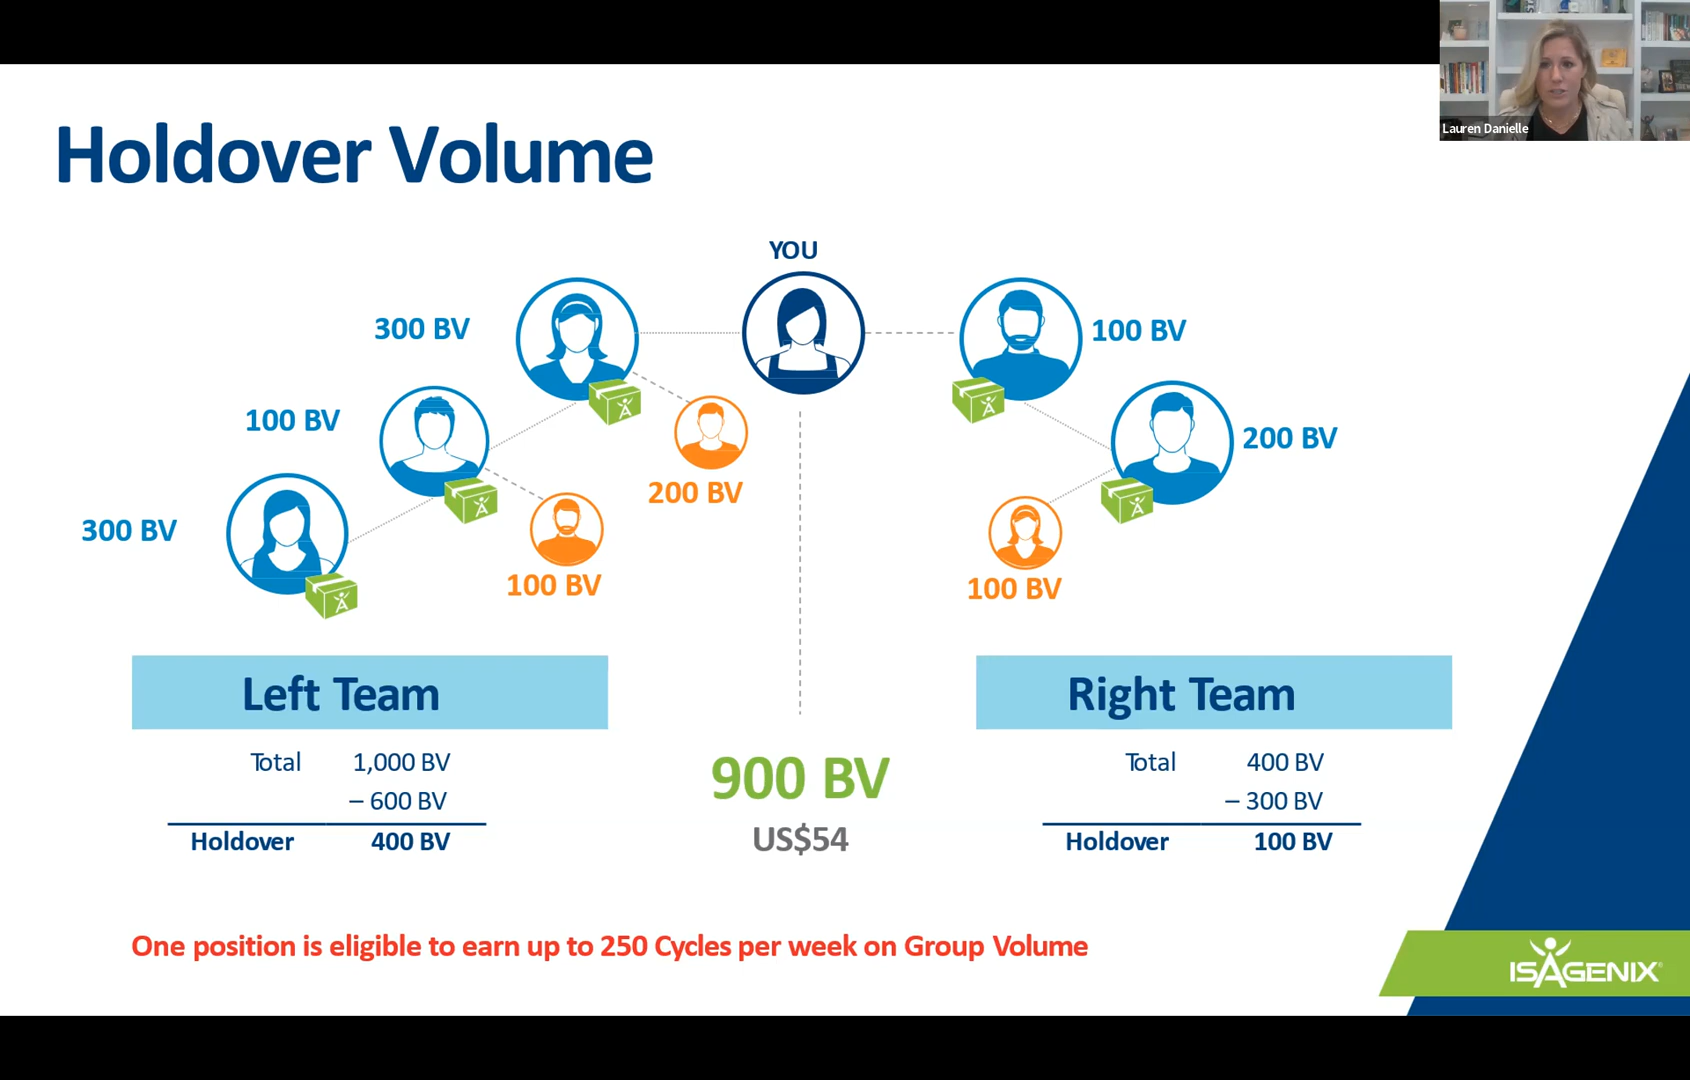 Lauren Danielle
Holdover Volume
YOU
300 BV
100 BV
100 BV
200 BV
200 BV
300 BV
100 BV
100 BV
Left Team
Right Team
Total 1,000 BV
– 600 BV
Holdover 400 BV
900 BV
US$54
Total 400 BV
– 300 BV
Holdover 100 BV
One position is eligible to earn up to 250 Cycles per week on Group Volume
ISAGENIX®